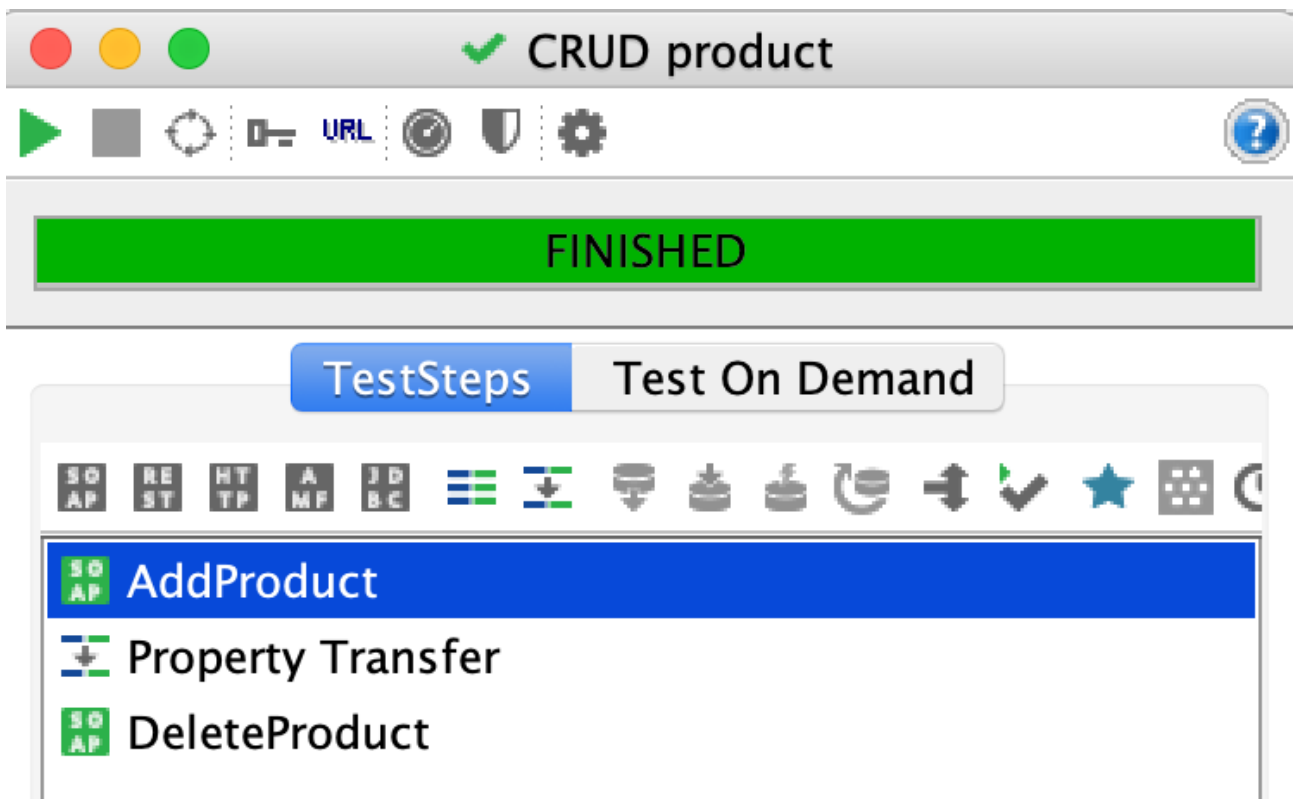 CRUD product
URL
?
FINISHED
TestSteps Test On Demand
SO AP RE ST HT TP A MF JD BC
SO AP AddProduct
Property Transfer
SO AP DeleteProduct